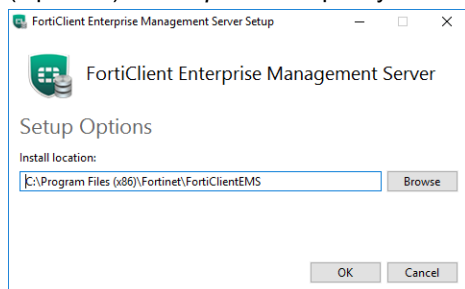 FortiClient Enterprise Management Server Setup
FortiClient Enterprise Management Server
Setup Options
Install location:
C:\Program Files (x86)\Fortinet\FortiClientEMS
Browse
OK Cancel